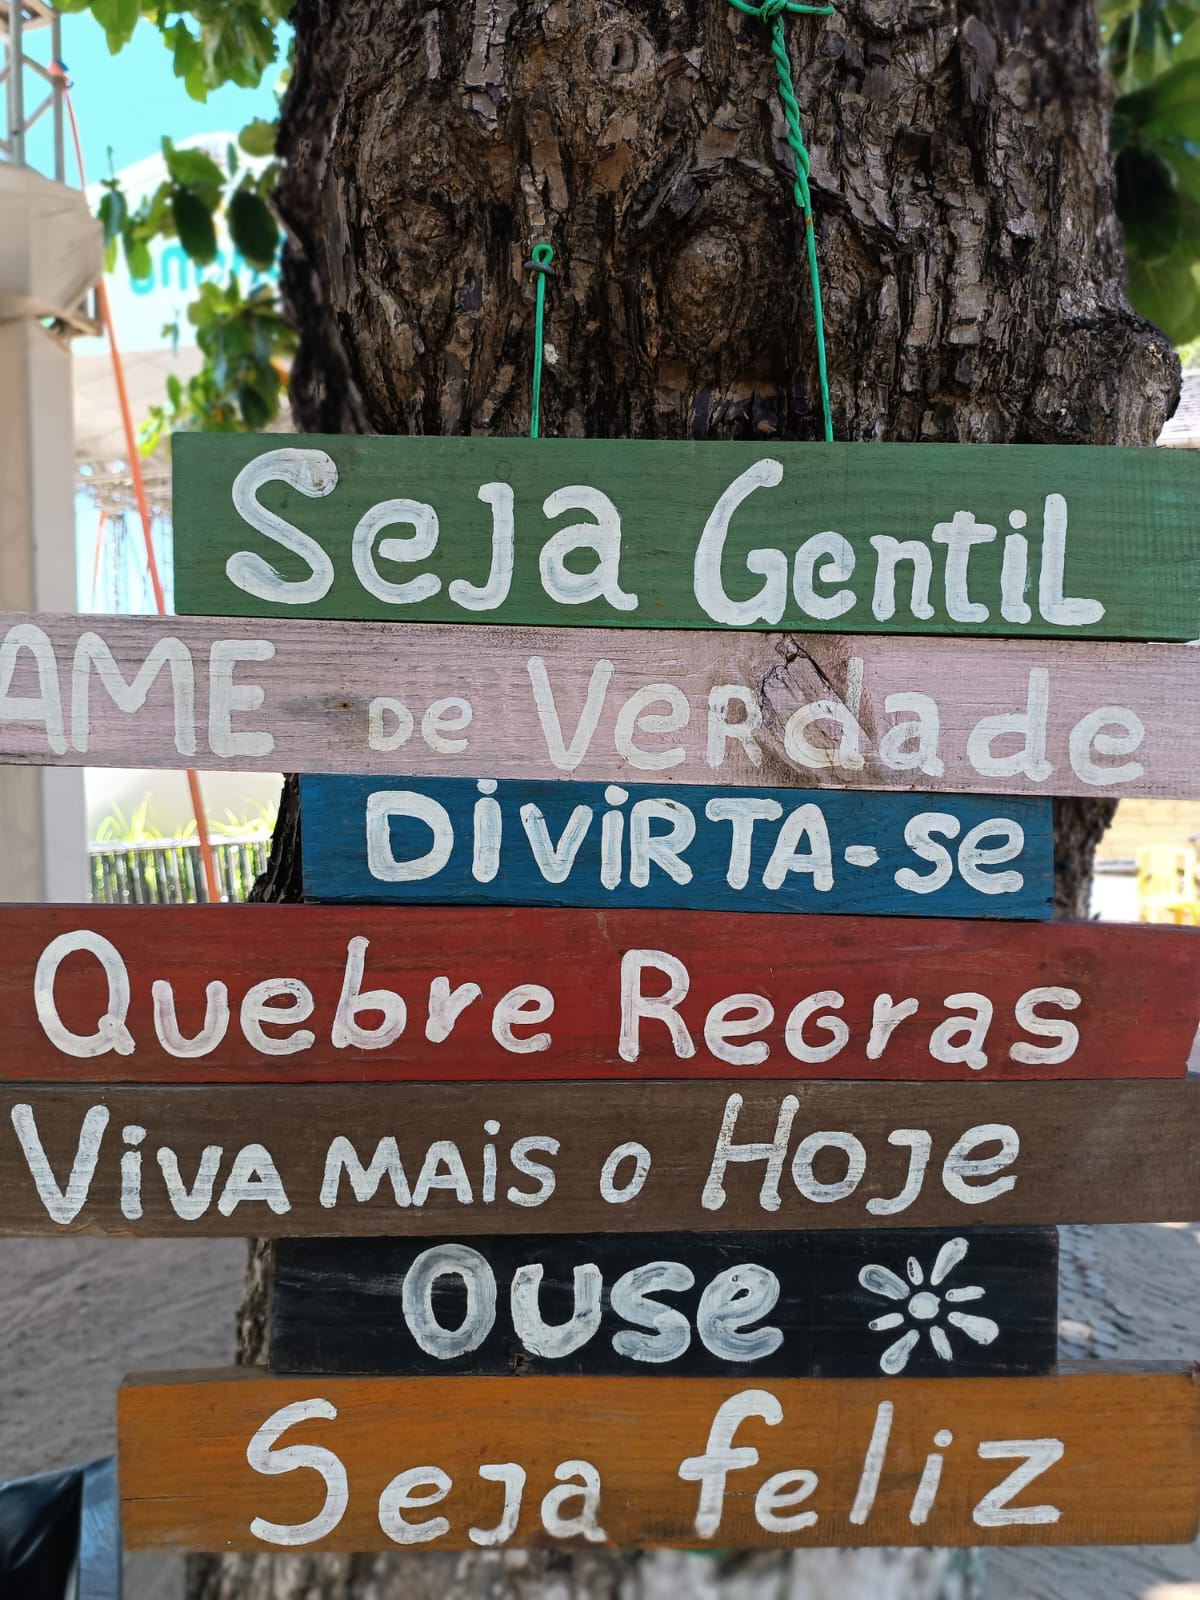 Seja Gentil
AME de Verdade
DiViRTA-se
Quebre Regras
ViVA MAiS o Hoje
Ouse
Seja feliz